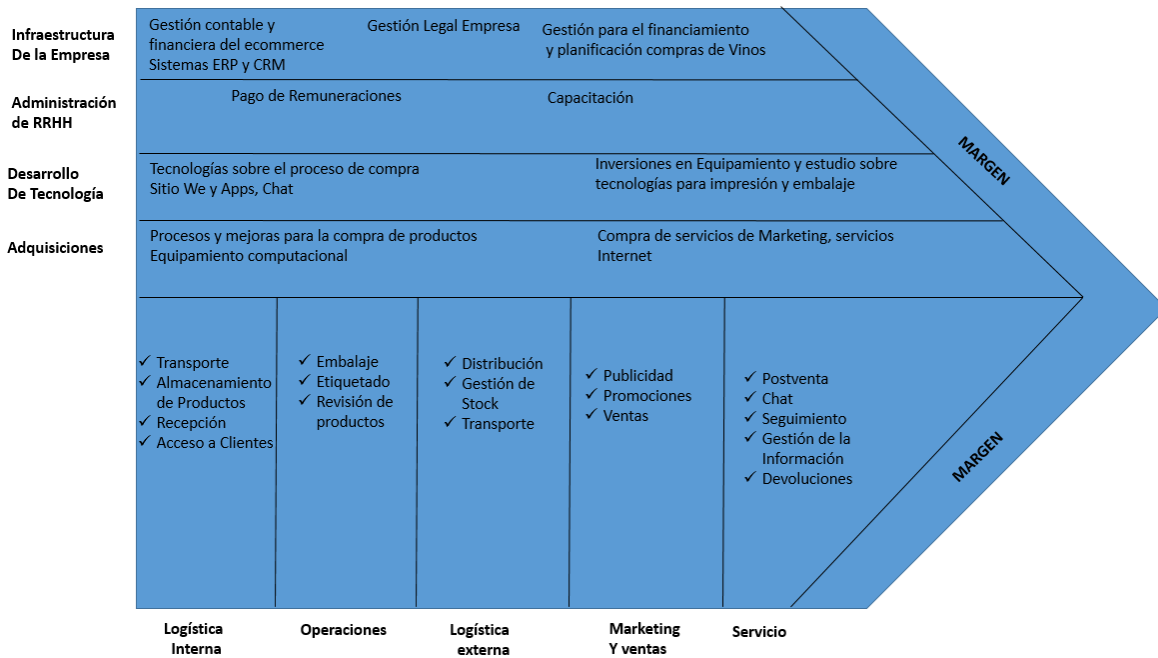 Infraestructura
De la Empresa
Gestión contable y
financiera del ecommerce
Sistemas ERP y CRM
Gestión Legal Empresa
Gestión para el financiamiento
y planificación compras de Vinos
Administración
de RRHH
Pago de Remuneraciones
Capacitación
Desarrollo
De Tecnología
Tecnologías sobre el proceso de compra
Sitio We y Apps, Chat
Inversiones en Equipamiento y estudio sobre
tecnologías para impresión y embalaje
MARGEN
Adquisiciones
Procesos y mejoras para la compra de productos
Equipamiento computacional
Compra de servicios de Marketing, servicios
Internet
✓ Transporte
✓ Almacenamiento
de Productos
✓ Recepción
✓ Acceso a Clientes
✓ Embalaje
✓ Etiquetado
✓ Revisión de
productos
✓ Distribución
✓ Gestión de
Stock
✓ Transporte
✓ Publicidad
✓ Promociones
✓ Ventas
✓ Postventa
✓ Chat
✓ Seguimiento
✓ Gestión de la
Información
✓ Devoluciones
MARGEN
Logística
Interna
Operaciones
Logística
externa
Marketing
Y ventas
Servicio